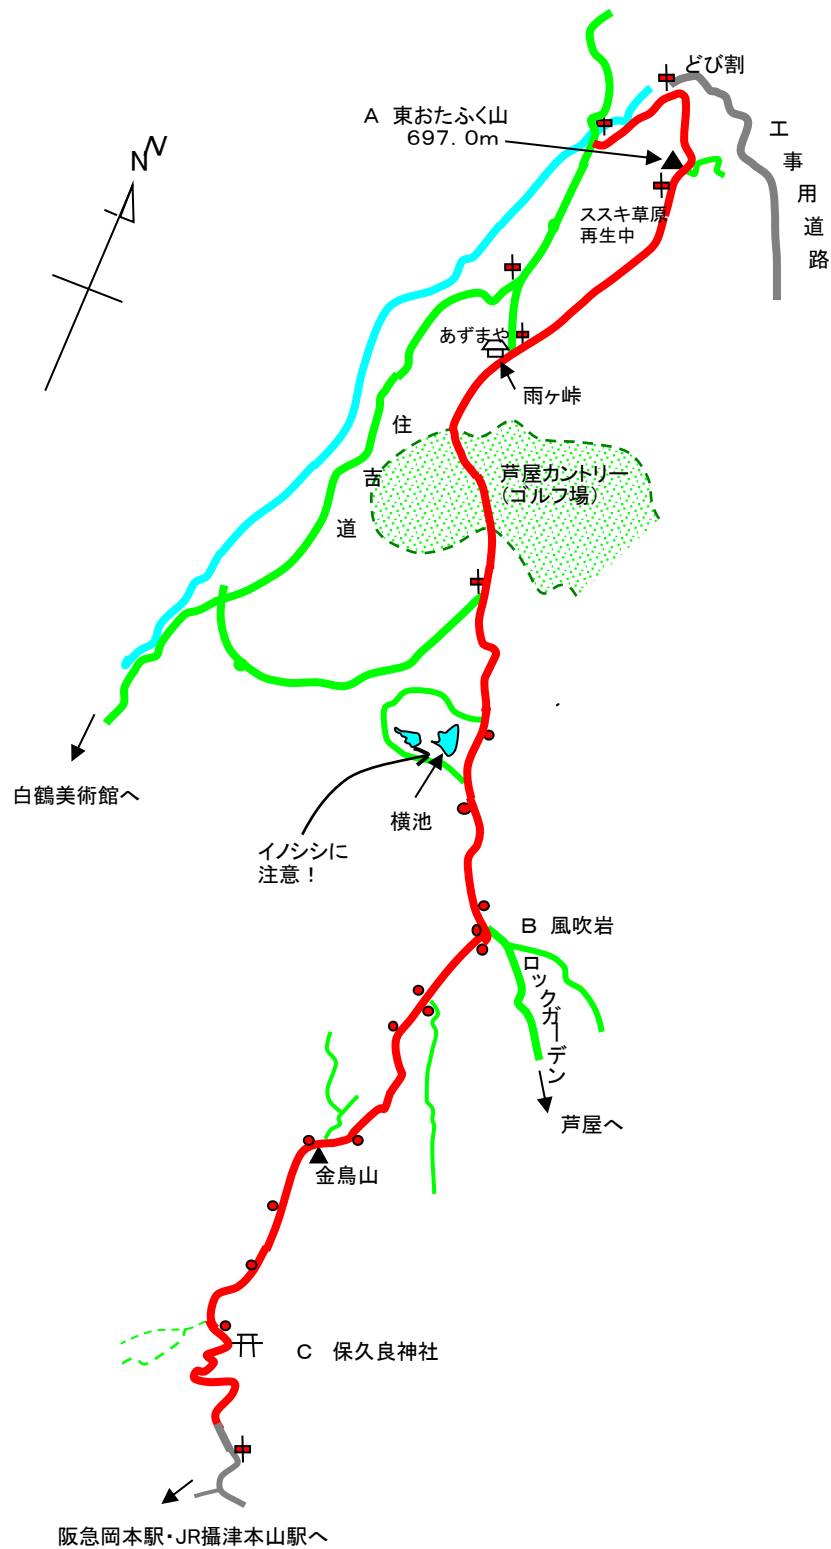 どび割
A 東おたふく山
697.0m
工事用道路
N
ススキ草原
再生中
あずまや
雨ヶ峠
住吉道
芦屋カントリー
(ゴルフ場)
白鶴美術館へ
横池
イノシシに
注意!
B 風吹岩
ロックガーデン
芦屋へ
金鳥山
C 保久良神社
阪急岡本駅・JR攝津本山駅へ